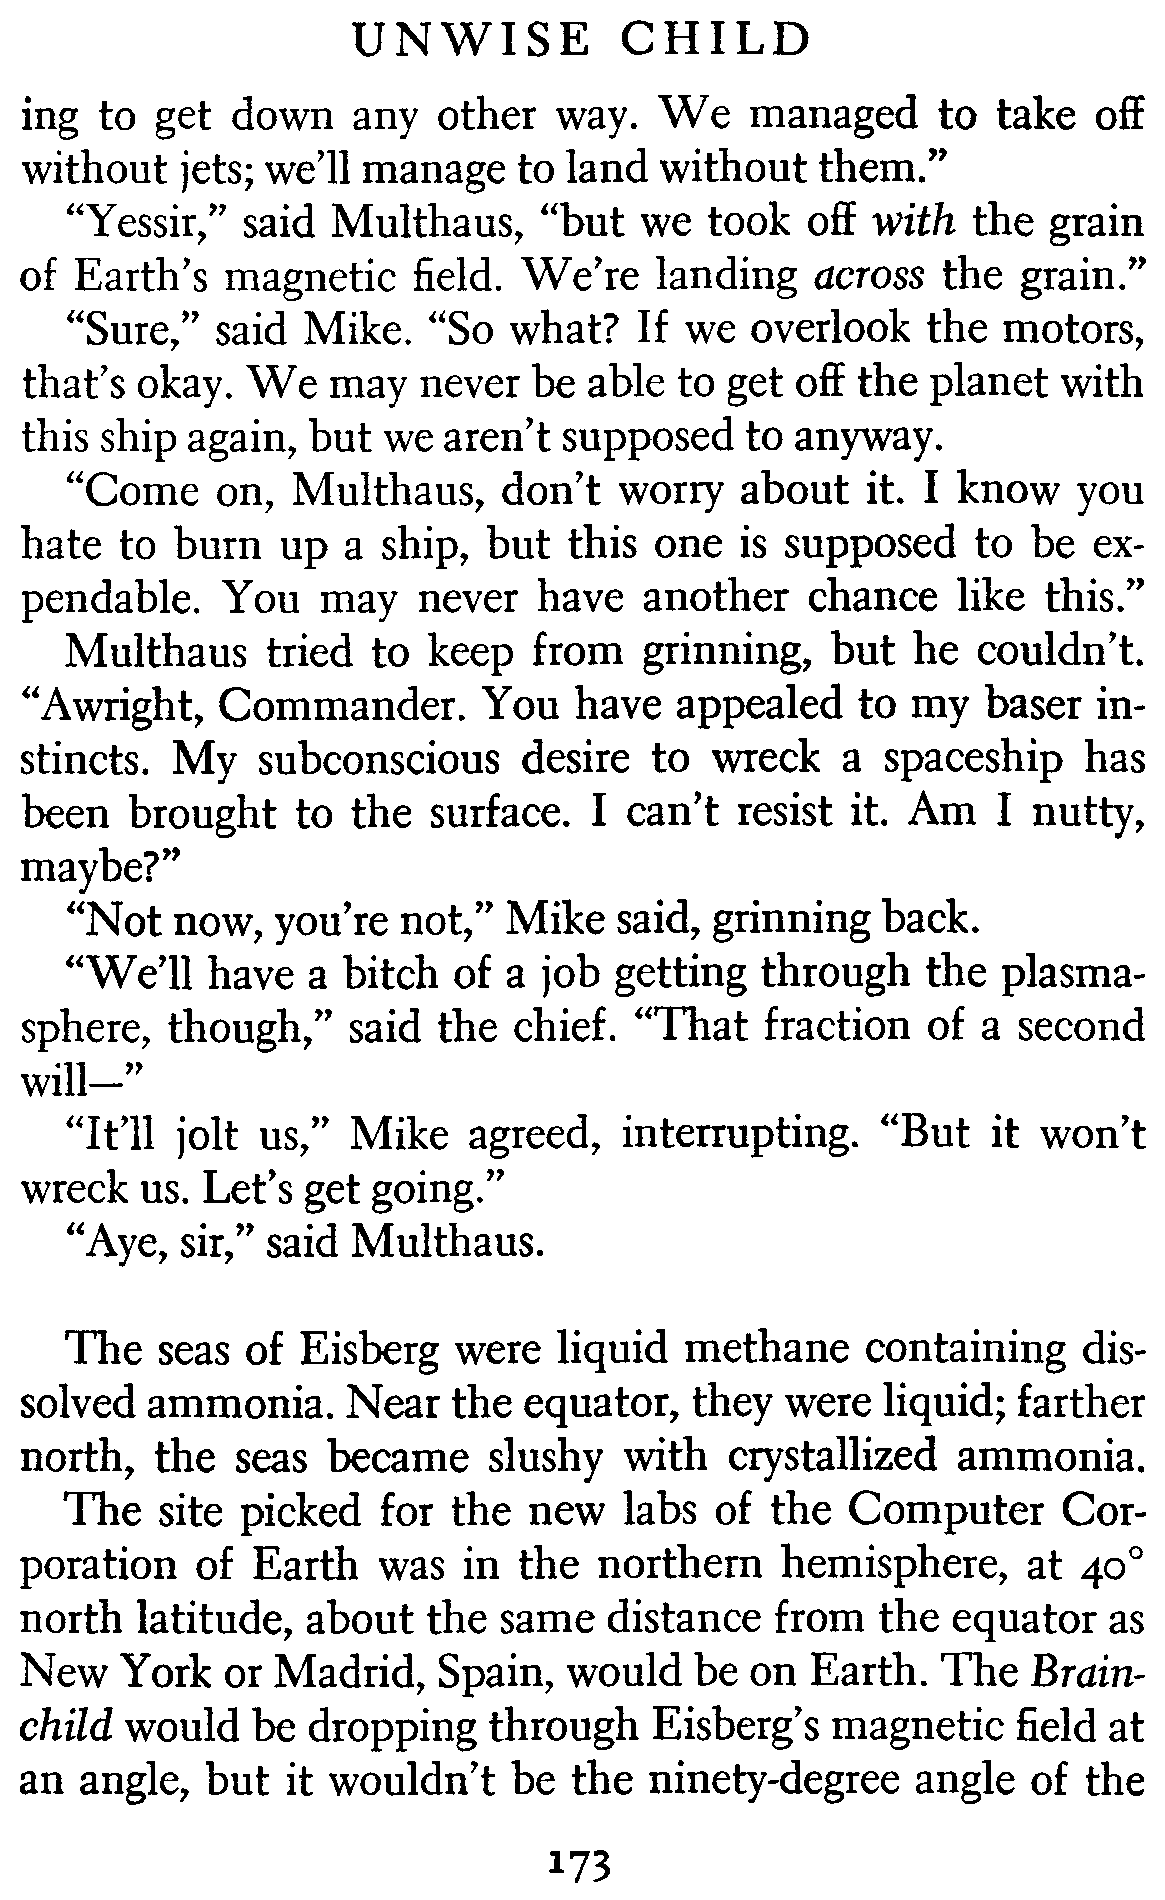 UNWISE CHILD
ing to get down any other way. We managed to take off
without jets; we'll manage to land without them."
"Yessir," said Multhaus, "but we took off with the grain
of Earth's magnetic field. We're landing across the grain."
"Sure," said Mike. "So what? If we overlook the motors,
that's okay. We may never be able to get off the planet with
this ship again, but we aren't supposed to anyway.
"Come on, Multhaus, don't worry about it. I know you
hate to burn up a ship, but this one is supposed to be ex-
pendable. You may never have another chance like this."
Multhaus tried to keep from grinning, but he couldn't.
"Awright, Commander. You have appealed to my baser in-
stincts. My subconscious desire to wreck a spaceship has
been brought to the surface. I can't resist it. Am I nutty,
maybe?"
"Not now, you're not," Mike said, grinning back.
"We'll have a bitch of a job getting through the plasma-
sphere, though," said the chief. "That fraction of a second
will—"
"It'll jolt us," Mike agreed, interrupting. "But it won't
wreck us. Let's get going."
"Aye, sir," said Multhaus.
The seas of Eisberg were liquid methane containing dis-
solved ammonia. Near the equator, they were liquid; farther
north, the seas became slushy with crystallized ammonia.
The site picked for the new labs of the Computer Cor-
poration of Earth was in the northern hemisphere, at 40°
north latitude, about the same distance from the equator as
New York or Madrid, Spain, would be on Earth. The Brain-
child would be dropping through Eisberg's magnetic field at
an angle, but it wouldn't be the ninety-degree angle of the
173